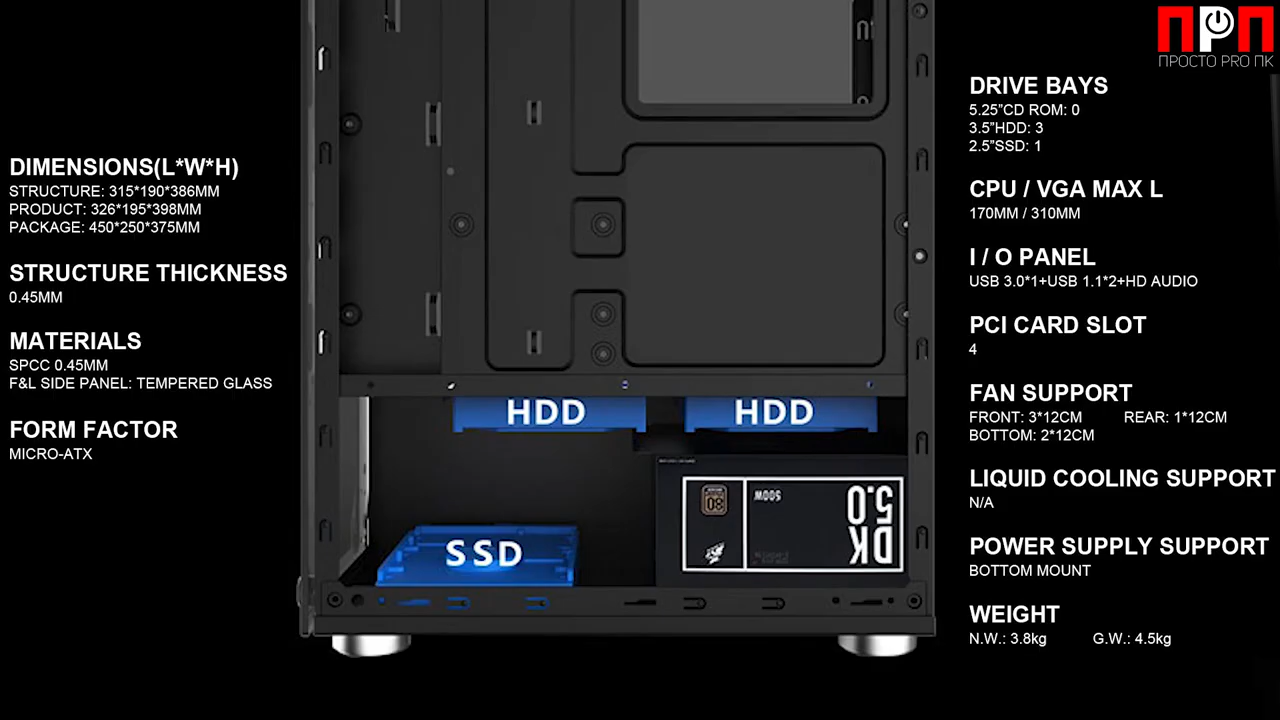 ПРП
ПРОСТО PRO ПК
DIMENSIONS(L*W*H)
STRUCTURE: 315*190*386MM
PRODUCT: 326*195*398MM
PACKAGE: 450*250*375MM
STRUCTURE THICKNESS
0.45MM
MATERIALS
SPCC 0.45MM
F&L SIDE PANEL: TEMPERED GLASS
FORM FACTOR
MICRO-ATX
HDD
HDD
SSD
500W
DK
5.0
DRIVE BAYS
5.25”CD ROM: 0
3.5”HDD: 3
2.5”SSD: 1
CPU / VGA MAX L
170MM / 310MM
I / O PANEL
USB 3.0*1+USB 1.1*2+HD AUDIO
PCI CARD SLOT
4
FAN SUPPORT
FRONT: 3*12CM REAR: 1*12CM
BOTTOM: 2*12CM
LIQUID COOLING SUPPORT
N/A
POWER SUPPLY SUPPORT
BOTTOM MOUNT
WEIGHT
N.W.: 3.8kg G.W.: 4.5kg